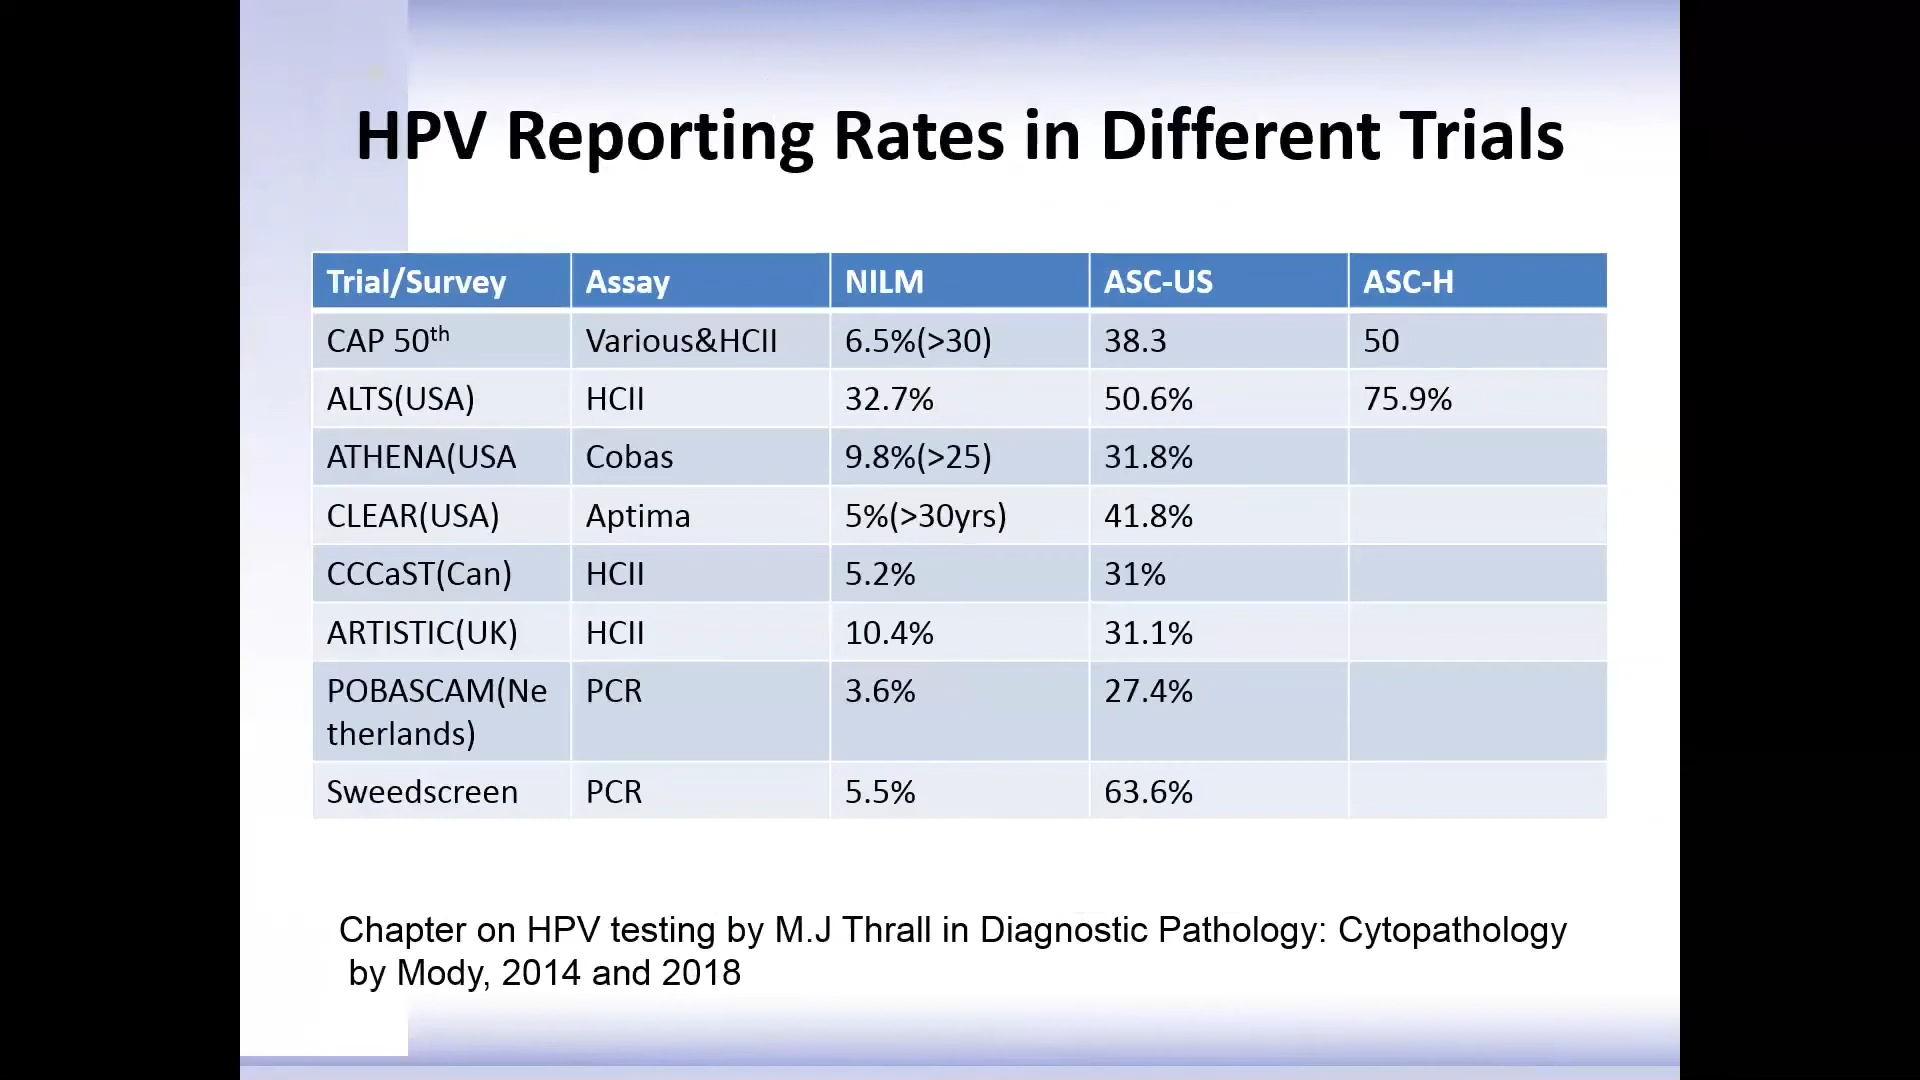 HPV Reporting Rates in Different Trials
Trial/Survey Assay NILM ASC-US ASC-H
CAP 50th Various&HCII 6.5%(>30) 38.3 50
ALTS(USA) HCII 32.7% 50.6% 75.9%
ATHENA(USA Cobas 9.8%(>25) 31.8%
CLEAR(USA) Aptima 5%(>30yrs) 41.8%
CCCaST(Can) HCII 5.2% 31%
ARTISTIC(UK) HCII 10.4% 31.1%
POBASCAM(Ne PCR 3.6% 27.4%
therlands)
Sweedscreen PCR 5.5% 63.6%
Chapter on HPV testing by M.J Thrall in Diagnostic Pathology: Cytopathology
by Mody, 2014 and 2018